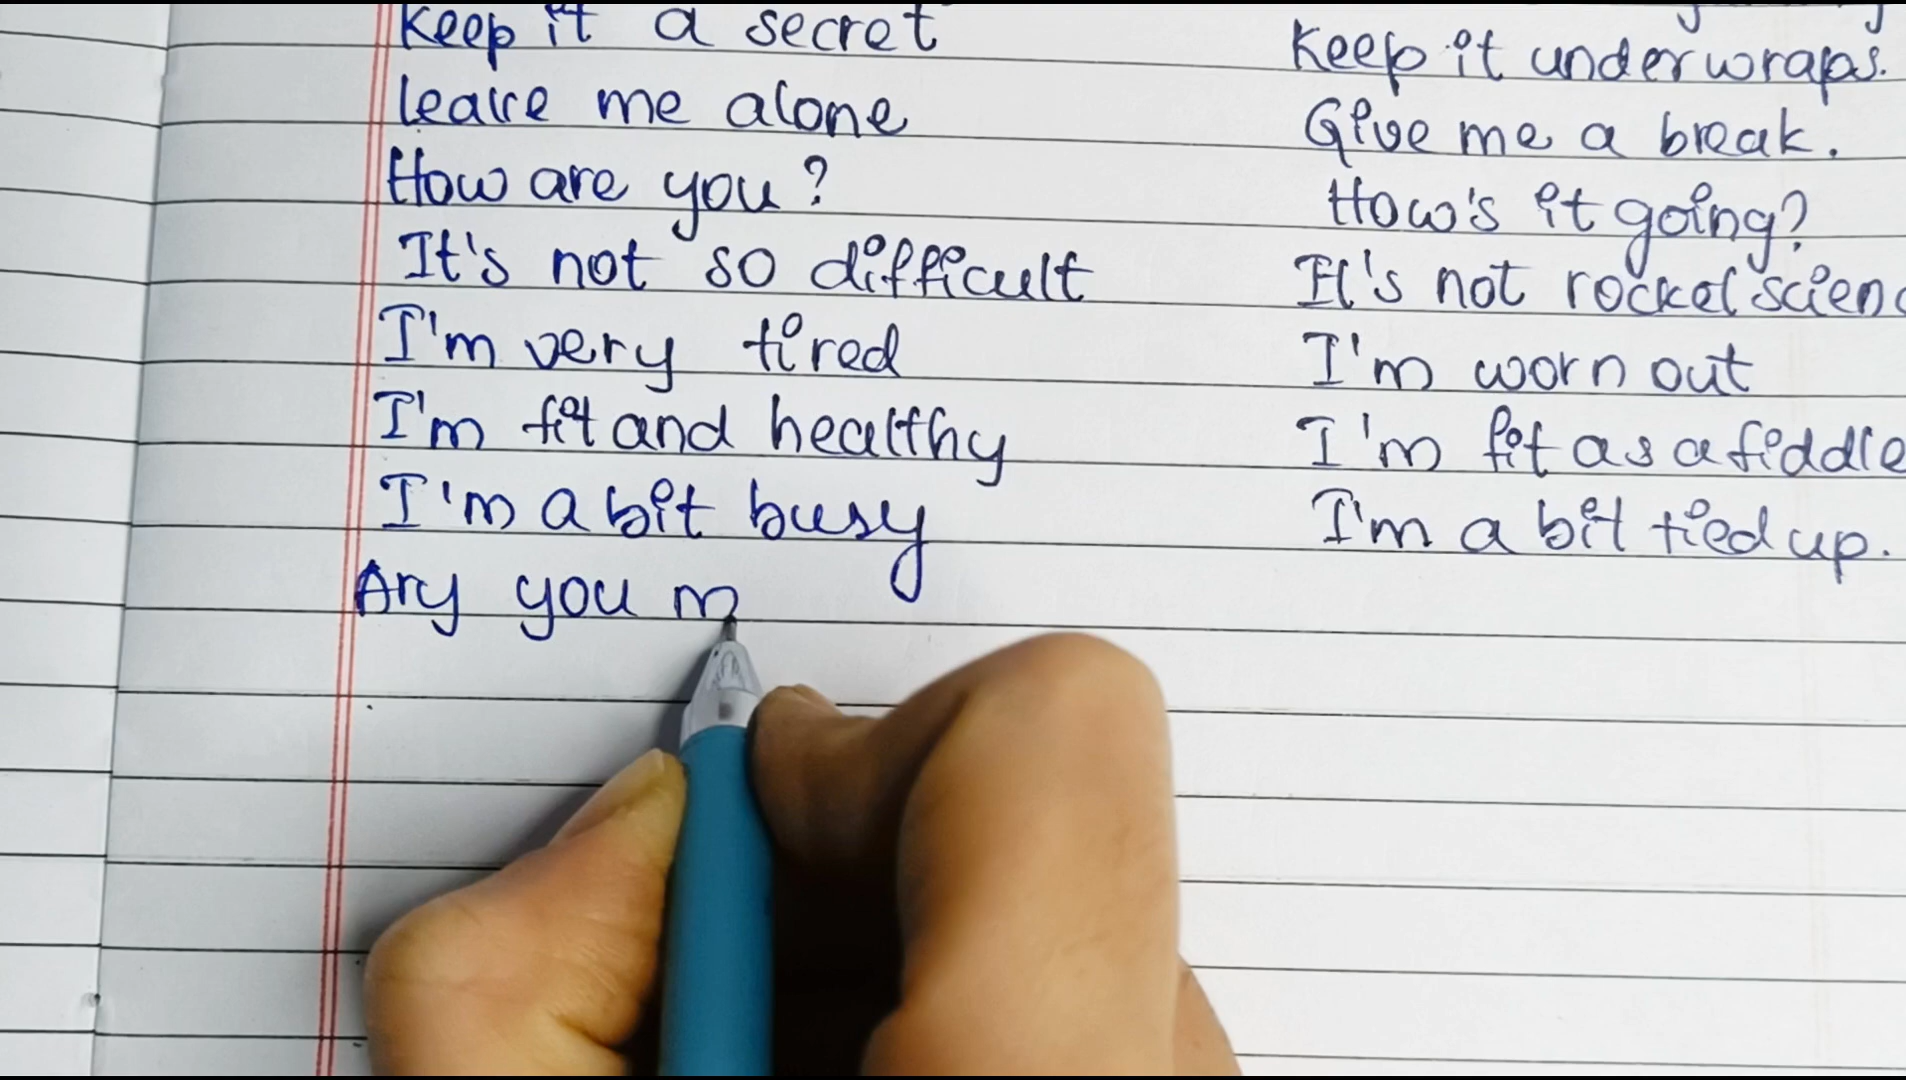 Keep it a secret
Keep it under wraps.
leave me alone
Give me a break.
How are you?
How's it going?
It's not so difficult
It's not rocket scienc
I'm very tired
I'm worn out
I'm fit and healthy
I'm fit as a fiddle
I'm a bit busy
I'm a bit tied up.
Ary you m